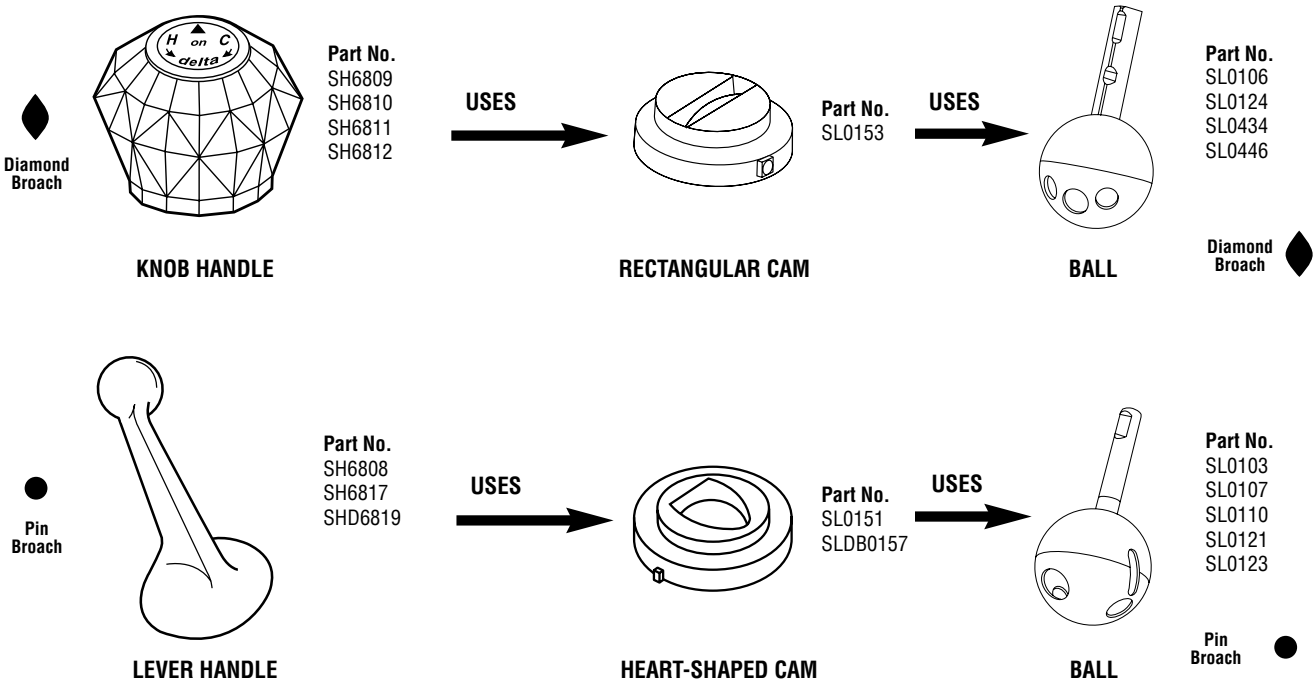 H on C
delta
Diamond
Broach
Part No.
SH6809
SH6810
SH6811
SH6812
USES
Part No.
SL0153
USES
Part No.
SL0106
SL0124
SL0434
SL0446
Diamond
Broach
KNOB HANDLE
RECTANGULAR CAM
BALL
Pin
Broach
Part No.
SH6808
SH6817
SHD6819
USES
Part No.
SL0151
SLDB0157
USES
Part No.
SL0103
SL0107
SL0110
SL0121
SL0123
Pin
Broach
LEVER HANDLE
HEART-SHAPED CAM
BALL